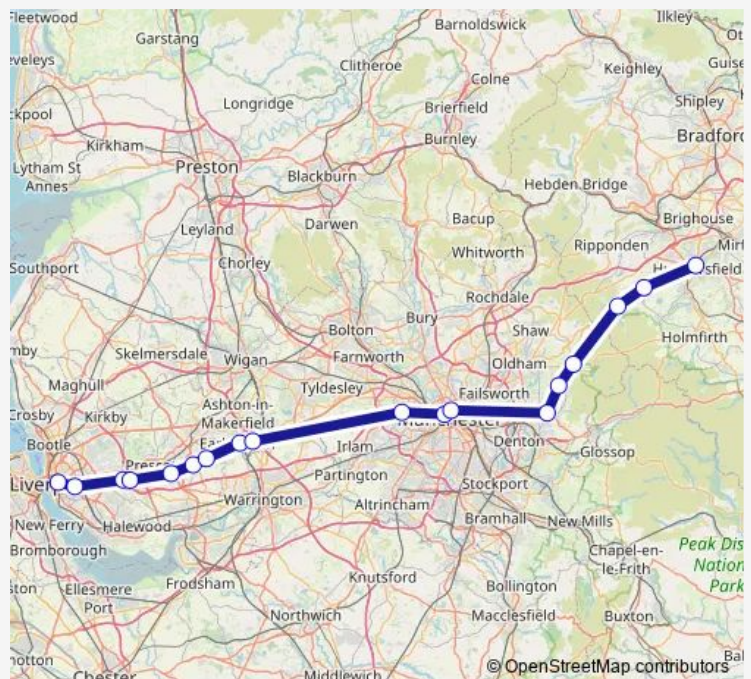 Fleetwood
Barnoldswick
Ilkley
Garstang
Clitheroe
Colne
Keighley
Longridge
Brierfield
Shipley
Kirkham
Burnley
Bradford
Lytham St
Annes
Preston
Blackburn
Hebden Bridge
Leyland
Darwen
Bacup
Brighouse
Whitworth
Ripponden
Southport
Chorley
Rochdale
Bury
Bolton
Shaw
Holmfirth
Skelmersdale
Wigan
Farnworth
Oldham
Maghull
Tyldesley
Failsworth
Crosby
Kirkby
Ashton-in-
Makerfield
Bootle
Irlam
Denton
Glossop
Partington
Stockport
Warrington
New Ferry
Halewood
Altrincham
Bramhall
New Mills
Bromborough
Ellesmere
Port
Frodsham
Knutsford
Chapel-en-
le-Frith
Peak Dis
Nation
Park
Bollington
Northwich
Macclesfield
Buxton
Chester
Middlewich
© OpenStreetMap contributors